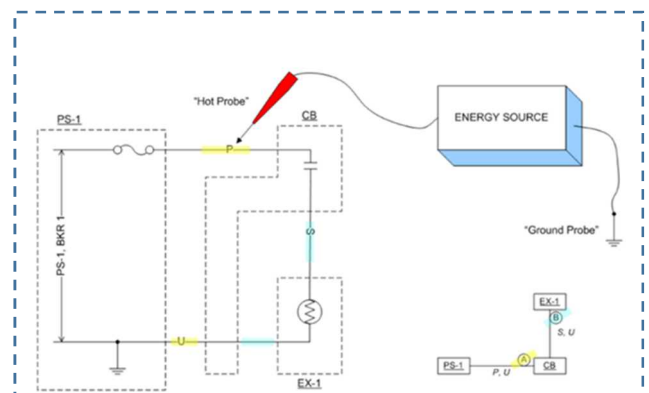 PS-1
"Hot Probe"
CB
ENERGY SOURCE
P
PS-1, BKR 1
S
"Ground Probe"
U
EX-1
EX-1
B
S, U
A
PS-1
CB
P, U